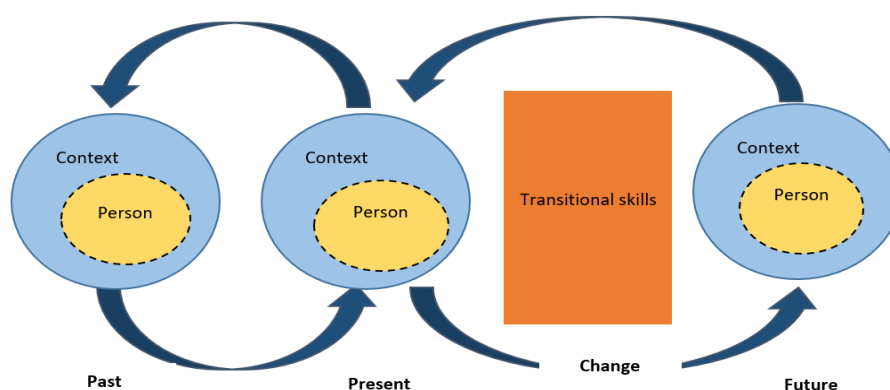 Context
Person
Context
Person
Transitional skills
Context
Person
Past
Present
Change
Future